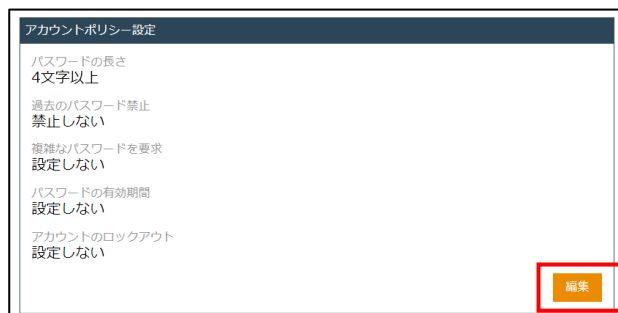 アカウントポリシー設定
パスワードの長さ
4文字以上
過去のパスワード禁止
禁止しない
複雑なパスワードを要求
設定しない
パスワードの有効期間
設定しない
アカウントのロックアウト
設定しない
編集